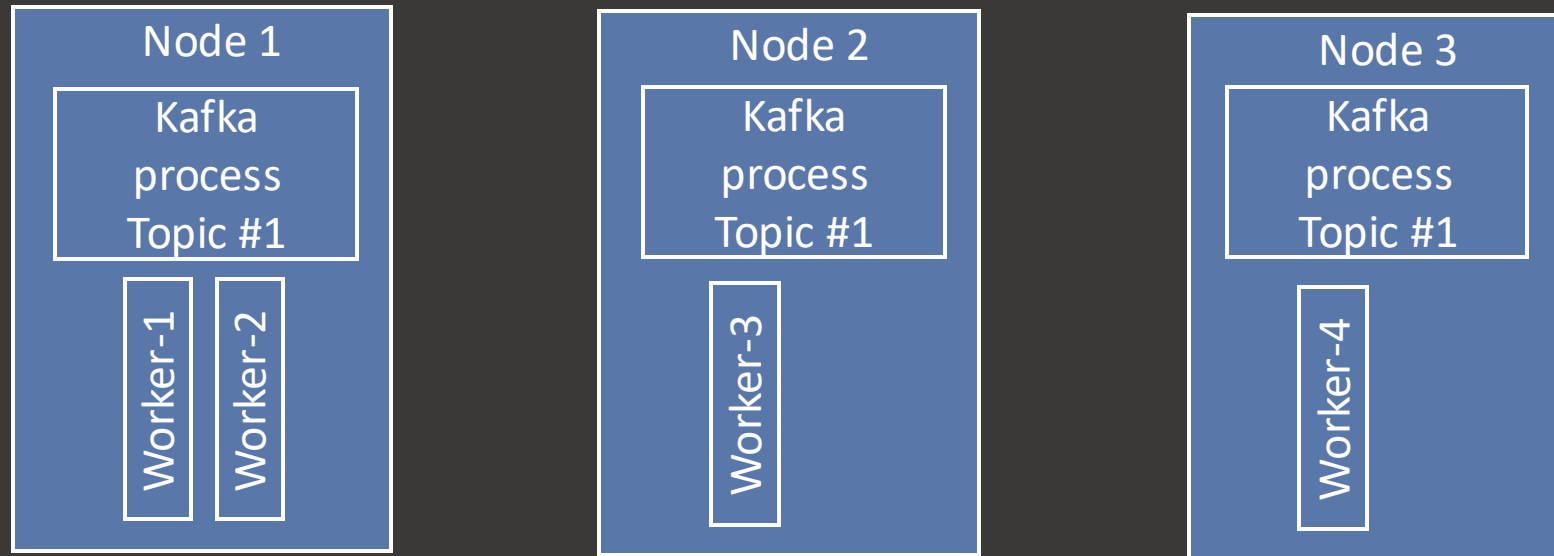 Node 1
Kafka
process
Topic #1
Worker-1
Worker-2
Node 2
Kafka
process
Topic #1
Worker-3
Node 3
Kafka
process
Topic #1
Worker-4